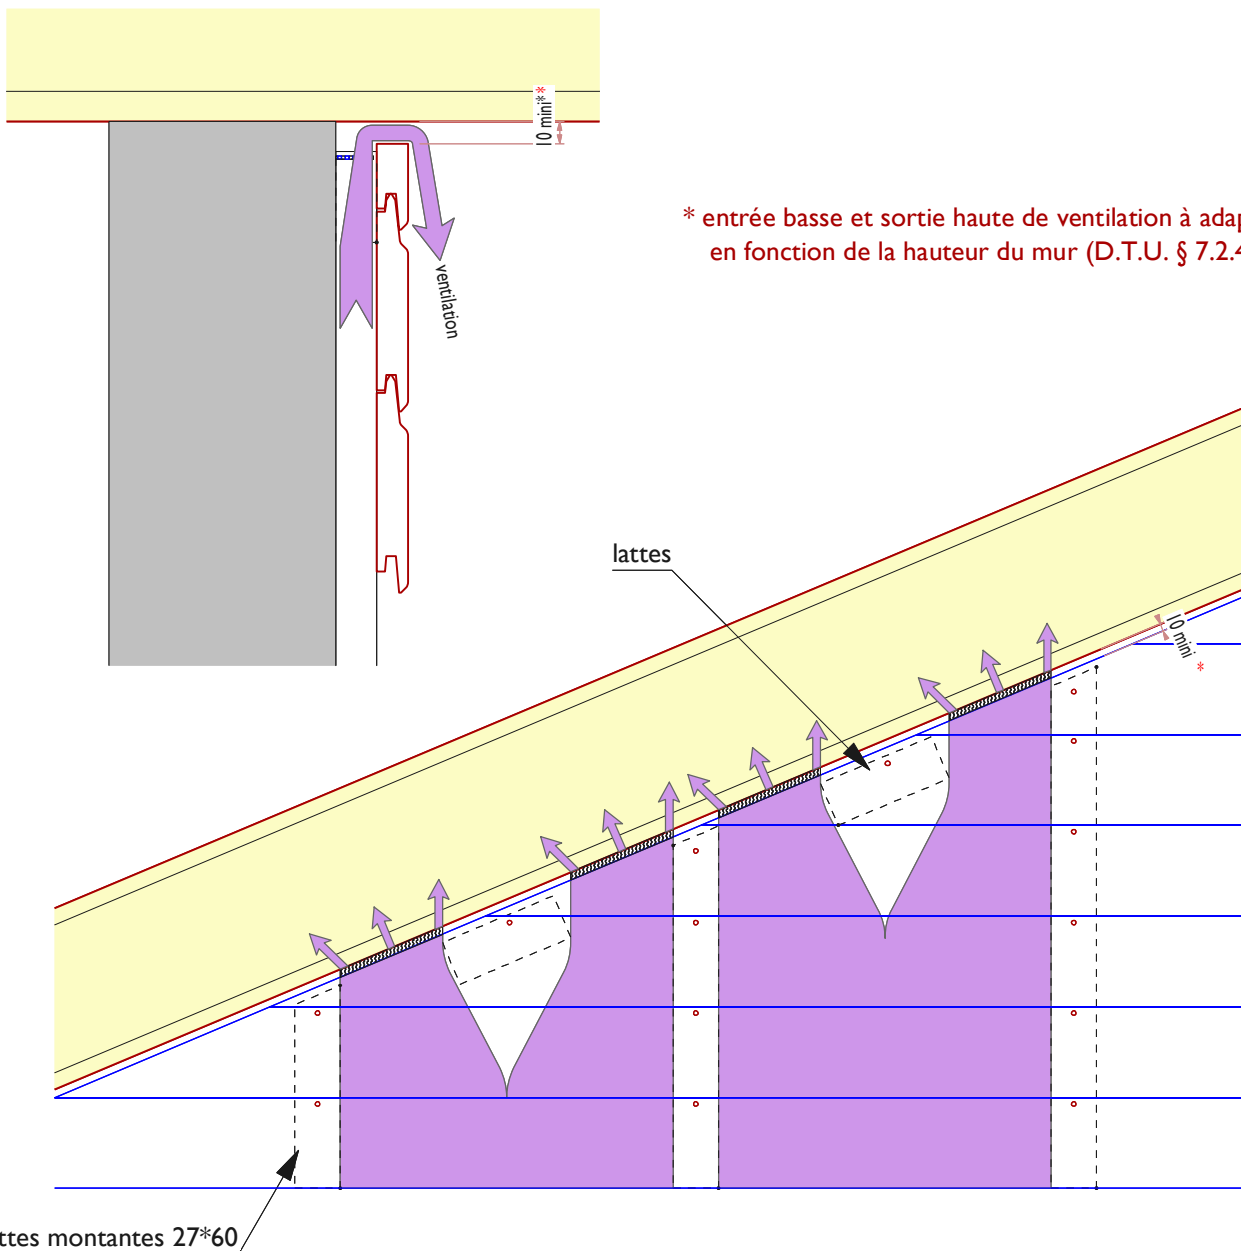 10 mini**
* entrée basse et sortie haute de ventilation à adap
en fonction de la hauteur du mur (D.T.U. § 7.2.4
ventilation
lattes
10 mini
*
ttes montantes 27*60